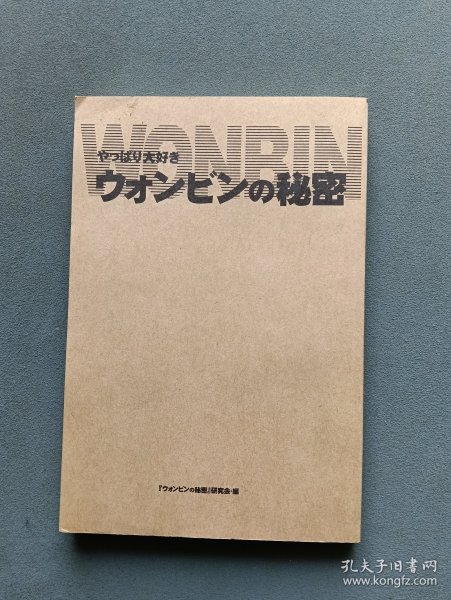 WONBIN
やっぱり大好き
ウォンビンの秘密
『ウォンビンの秘密』研究会・編
孔夫子旧书网
www.kongfz.com